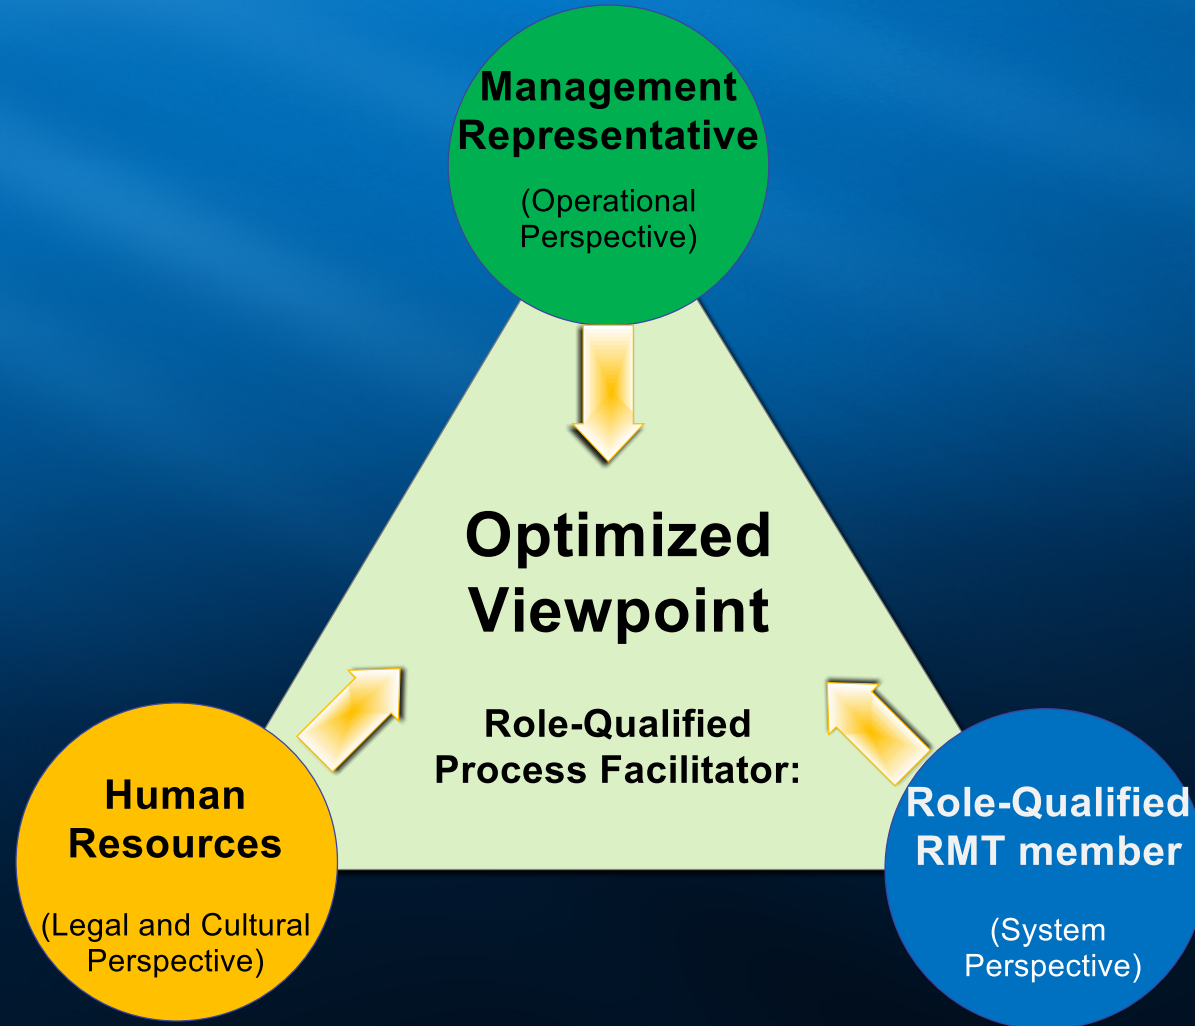 Management
Representative
(Operational
Perspective)
Optimized
Viewpoint
Role-Qualified
Process Facilitator:
Human
Resources
(Legal and Cultural
Perspective)
Role-Qualified
RMT member
(System
Perspective)